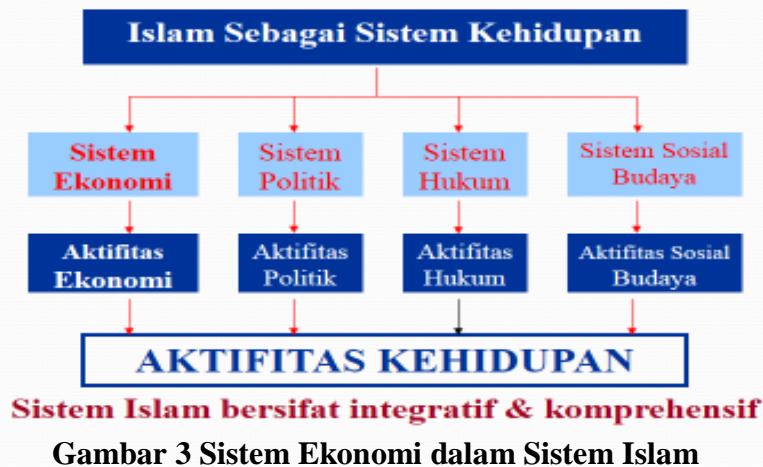 Islam Sebagai Sistem Kehidupan
Sistem
Ekonomi
Sistem
Politik
Sistem
Hukum
Sistem Sosial
Budaya
Aktifitas
Ekonomi
Aktifitas
Politik
Aktifitas
Hukum
Aktifitas Sosial
Budaya
AKTIFITAS KEHIDUPAN
Sistem Islam bersifat integratif & komprehensif
Gambar 3 Sistem Ekonomi dalam Sistem Islam